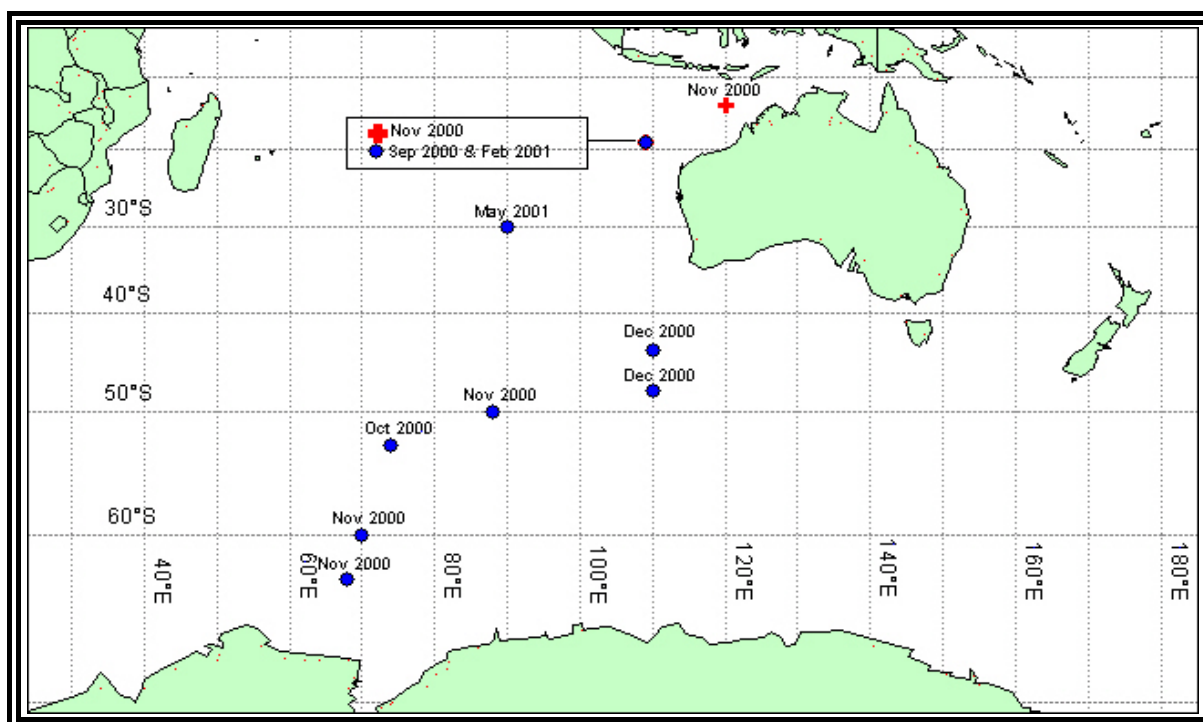 Nov 2000
Nov 2000
Sep 2000 & Feb 2001
30°S
May 2001
40°S
Dec 2000
Dec 2000
Nov 2000
50°S
Oct 2000
60°S
Nov 2000
Nov 2000
40°E
60°E
80°E
100°E
120°E
140°E
160°E
180°E